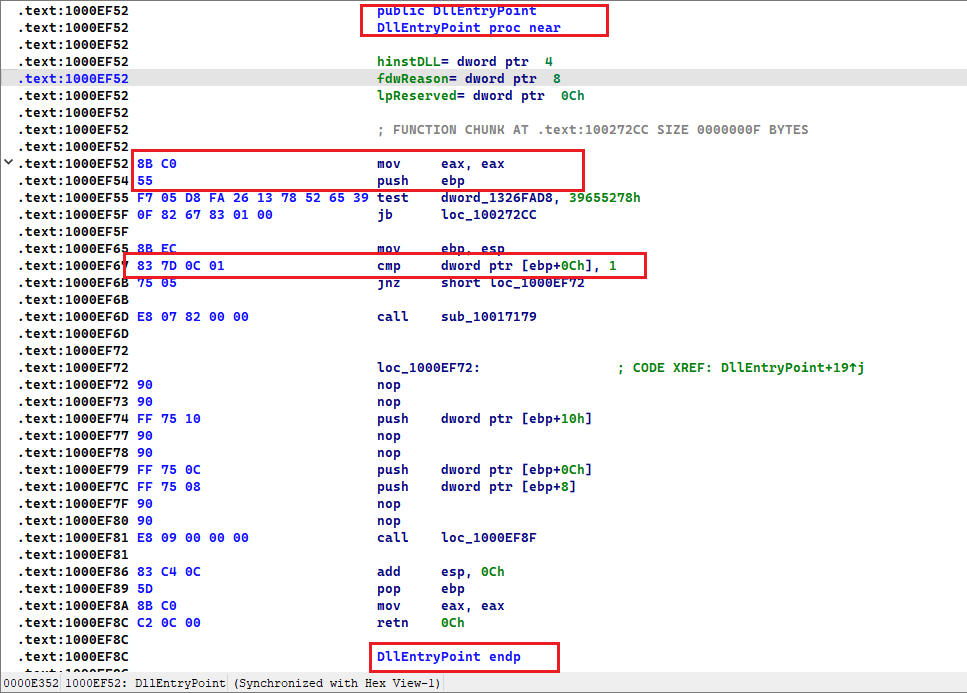 .text:1000EF52 public DllEntryPoint
.text:1000EF52 DllEntryPoint proc near
.text:1000EF52
.text:1000EF52 hinstDLL= dword ptr 4
.text:1000EF52 fdwReason= dword ptr 8
.text:1000EF52 lpReserved= dword ptr 0Ch
.text:1000EF52
.text:1000EF52 ; FUNCTION CHUNK AT .text:100272CC SIZE 0000000F BYTES
.text:1000EF52
.text:1000EF52 8B C0 mov eax, eax
.text:1000EF54 55 push ebp
.text:1000EF55 F7 05 D8 FA 26 13 78 52 65 39 test dword_1326FAD8, 39655278h
.text:1000EF5F 0F 82 67 83 01 00 jb loc_100272CC
.text:1000EF5F
.text:1000EF65 8B EC mov ebp, esp
.text:1000EF67 83 7D 0C 01 cmp dword ptr [ebp+0Ch], 1
.text:1000EF6B 75 05 jnz short loc_1000EF72
.text:1000EF6B
.text:1000EF6D E8 07 82 00 00 call sub_10017179
.text:1000EF6D
.text:1000EF72
.text:1000EF72 loc_1000EF72: ; CODE XREF: DllEntryPoint+19↑j
.text:1000EF72 90 nop
.text:1000EF73 90 nop
.text:1000EF74 FF 75 10 push dword ptr [ebp+10h]
.text:1000EF77 90 nop
.text:1000EF78 90 nop
.text:1000EF79 FF 75 0C push dword ptr [ebp+0Ch]
.text:1000EF7C FF 75 08 push dword ptr [ebp+8]
.text:1000EF7F 90 nop
.text:1000EF80 90 nop
.text:1000EF81 E8 09 00 00 00 call loc_1000EF8F
.text:1000EF81
.text:1000EF86 83 C4 0C add esp, 0Ch
.text:1000EF89 5D pop ebp
.text:1000EF8A 8B C0 mov eax, eax
.text:1000EF8C C2 0C 00 retn 0Ch
.text:1000EF8C
.text:1000EF8C DllEntryPoint endp
0000E352 1000EF52: DllEntryPoint (Synchronized with Hex View-1)